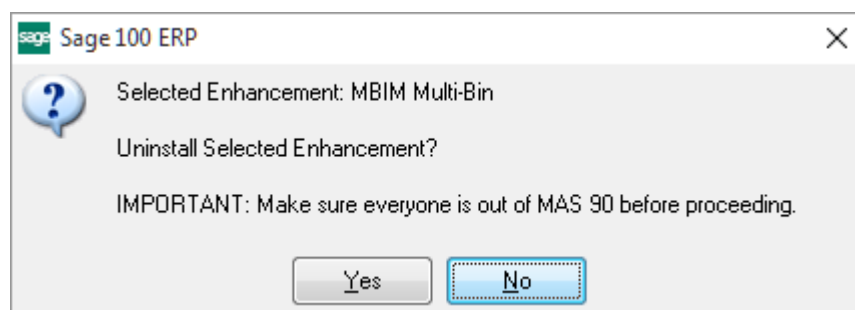 sage Sage 100 ERP
Selected Enhancement: MBIM Multi-Bin
Uninstall Selected Enhancement?
IMPORTANT: Make sure everyone is out of MAS 90 before proceeding.
Yes No